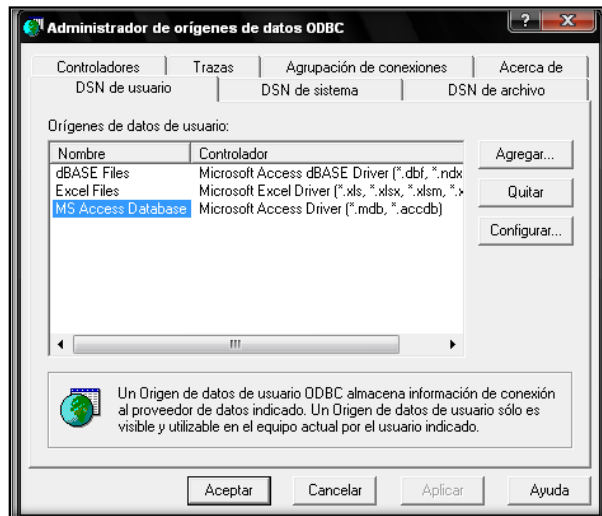 Administrador de orígenes de datos ODBC
?
X
Controladores Trazas Agrupación de conexiones Acerca de
DSN de usuario DSN de sistema DSN de archivo
Orígenes de datos de usuario:
Nombre Controlador
dBASE Files Microsoft Access dBASE Driver (*.dbf, *.ndx
Excel Files Microsoft Excel Driver (*.xls, *.xlsx, *.xlsm, *.x
MS Access Database Microsoft Access Driver (*.mdb, *.accdb)
Agregar...
Quitar
Configurar...
Un Origen de datos de usuario ODBC almacena información de conexión
al proveedor de datos indicado. Un Origen de datos de usuario sólo es
visible y utilizable en el equipo actual por el usuario indicado.
Aceptar Cancelar Aplicar Ayuda